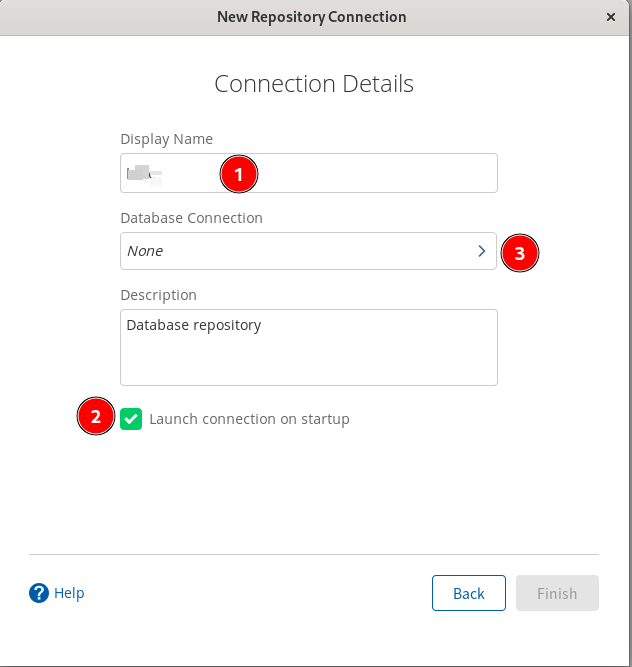 New Repository Connection
×
Connection Details
Display Name
1
Database Connection
None
3
Description
Database repository
2
Launch connection on startup
? Help
Back
Finish